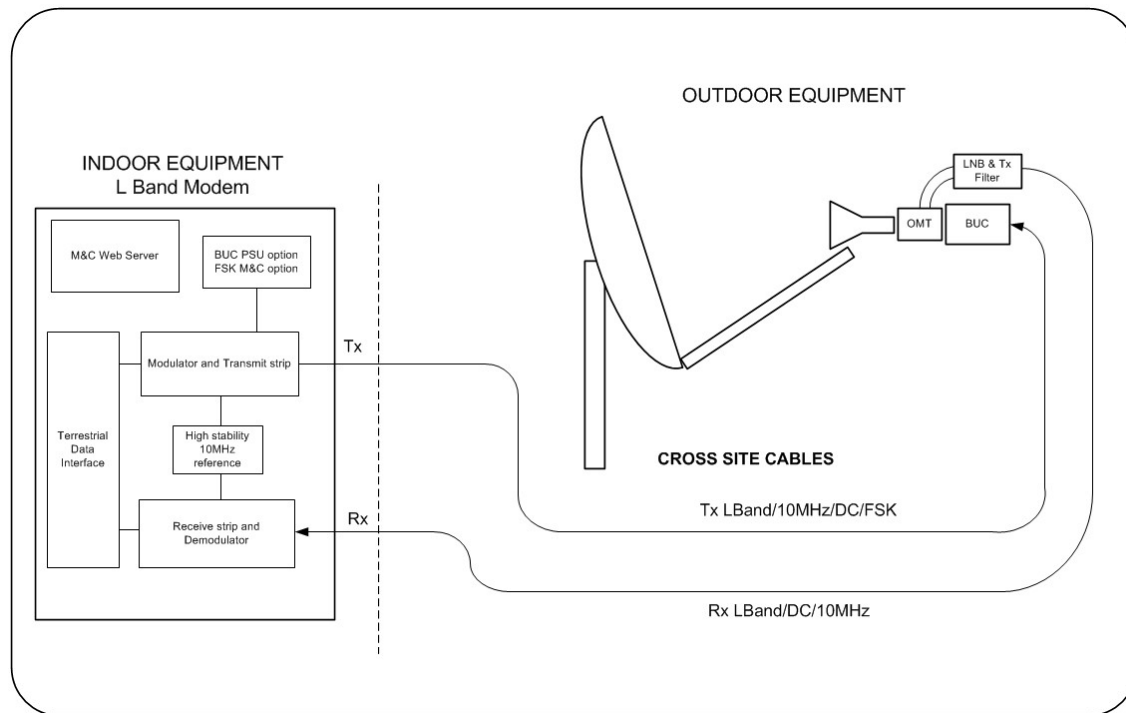 OUTDOOR EQUIPMENT
INDOOR EQUIPMENT
L Band Modem
LNB & Tx
Filter
OMT
BUC
M&C Web Server
BUC PSU option
FSK M&C option
Modulator and Transmit strip
Tx
Terrestrial
Data
Interface
High stability
10MHz
reference
CROSS SITE CABLES
Receive strip and
Demodulator
Rx
Tx LBand/10MHz/DC/FSK
Rx LBand/DC/10MHz